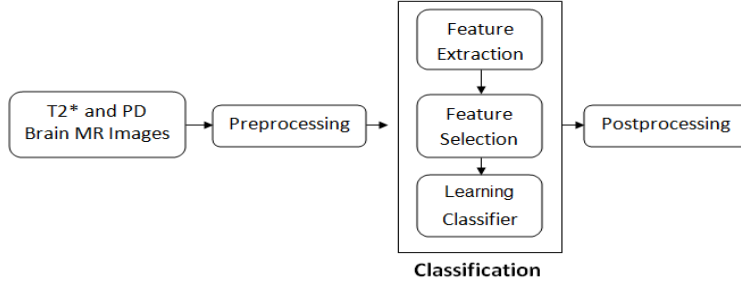 T2* and PD
Brain MR Images
Preprocessing
Feature
Extraction
Feature
Selection
Learning
Classifier
Classification
Postprocessing